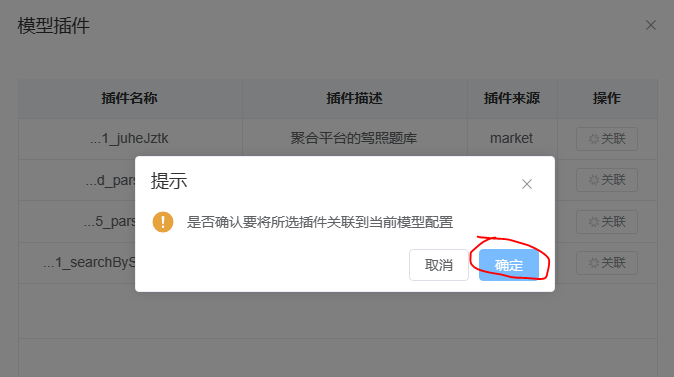 模型插件
插件名称 插件描述 插件来源 操作
...1_juheJztk 聚合平台的驾照题库 market 关联
...d_pars 关联
...5_pars 关联
...1_searchByS 关联
提示
是否确认要将所选插件关联到当前模型配置
取消 确定